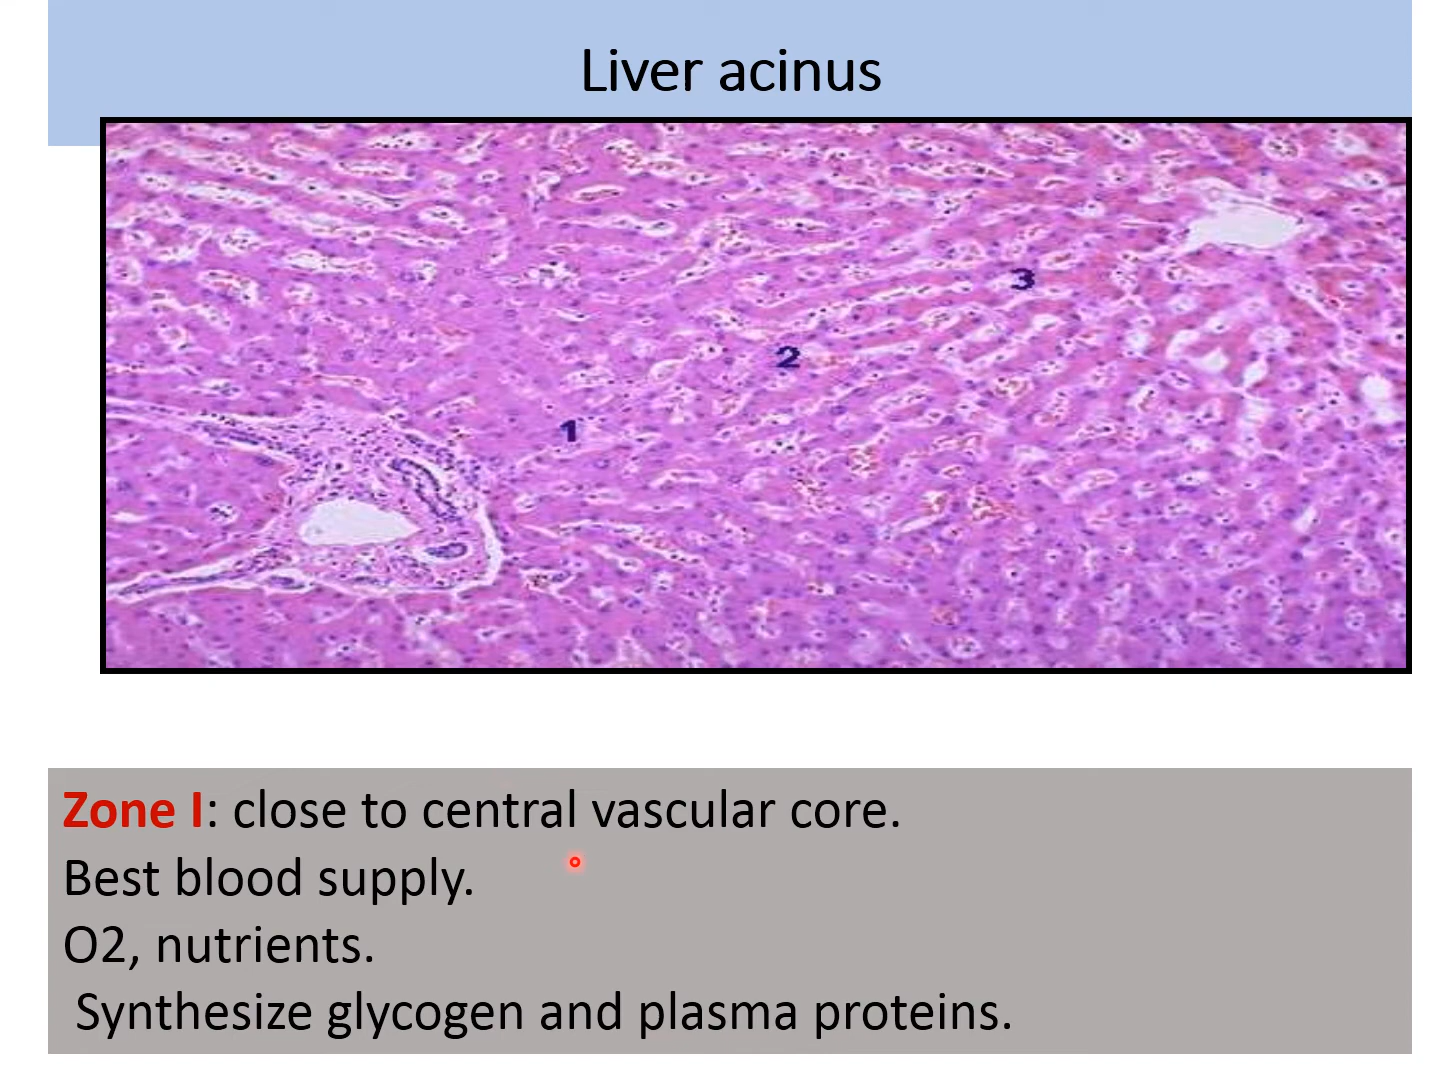 Liver acinus
3
2
1
Zone I: close to central vascular core.
Best blood supply.
O2, nutrients.
Synthesize glycogen and plasma proteins.